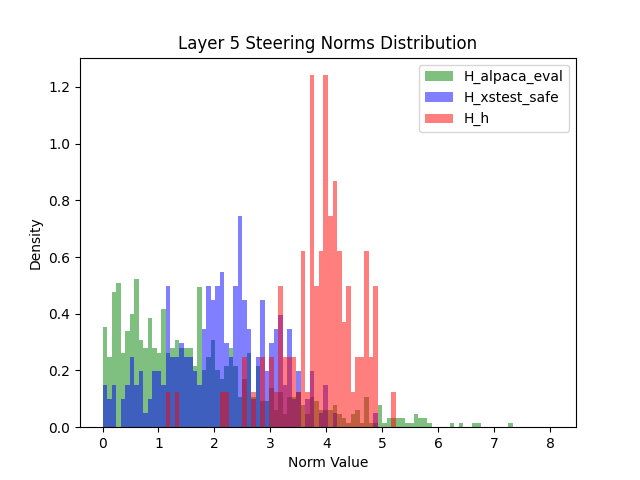 Layer 5 Steering Norms Distribution
H_alpaca_eval
H_xstest_safe
H_h
Density
1.2
1.0
0.8
0.6
0.4
0.2
0.0
0 1 2 3 4 5 6 7 8
Norm Value